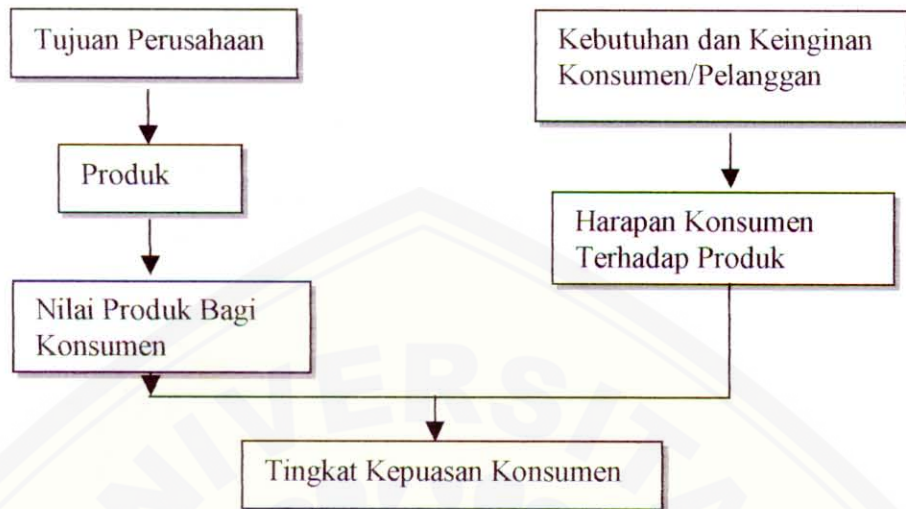 Tujuan Perusahaan
Kebutuhan dan Keinginan
Konsumen/Pelanggan
Produk
Harapan Konsumen
Terhadap Produk
Nilai Produk Bagi
Konsumen
Tingkat Kepuasan Konsumen